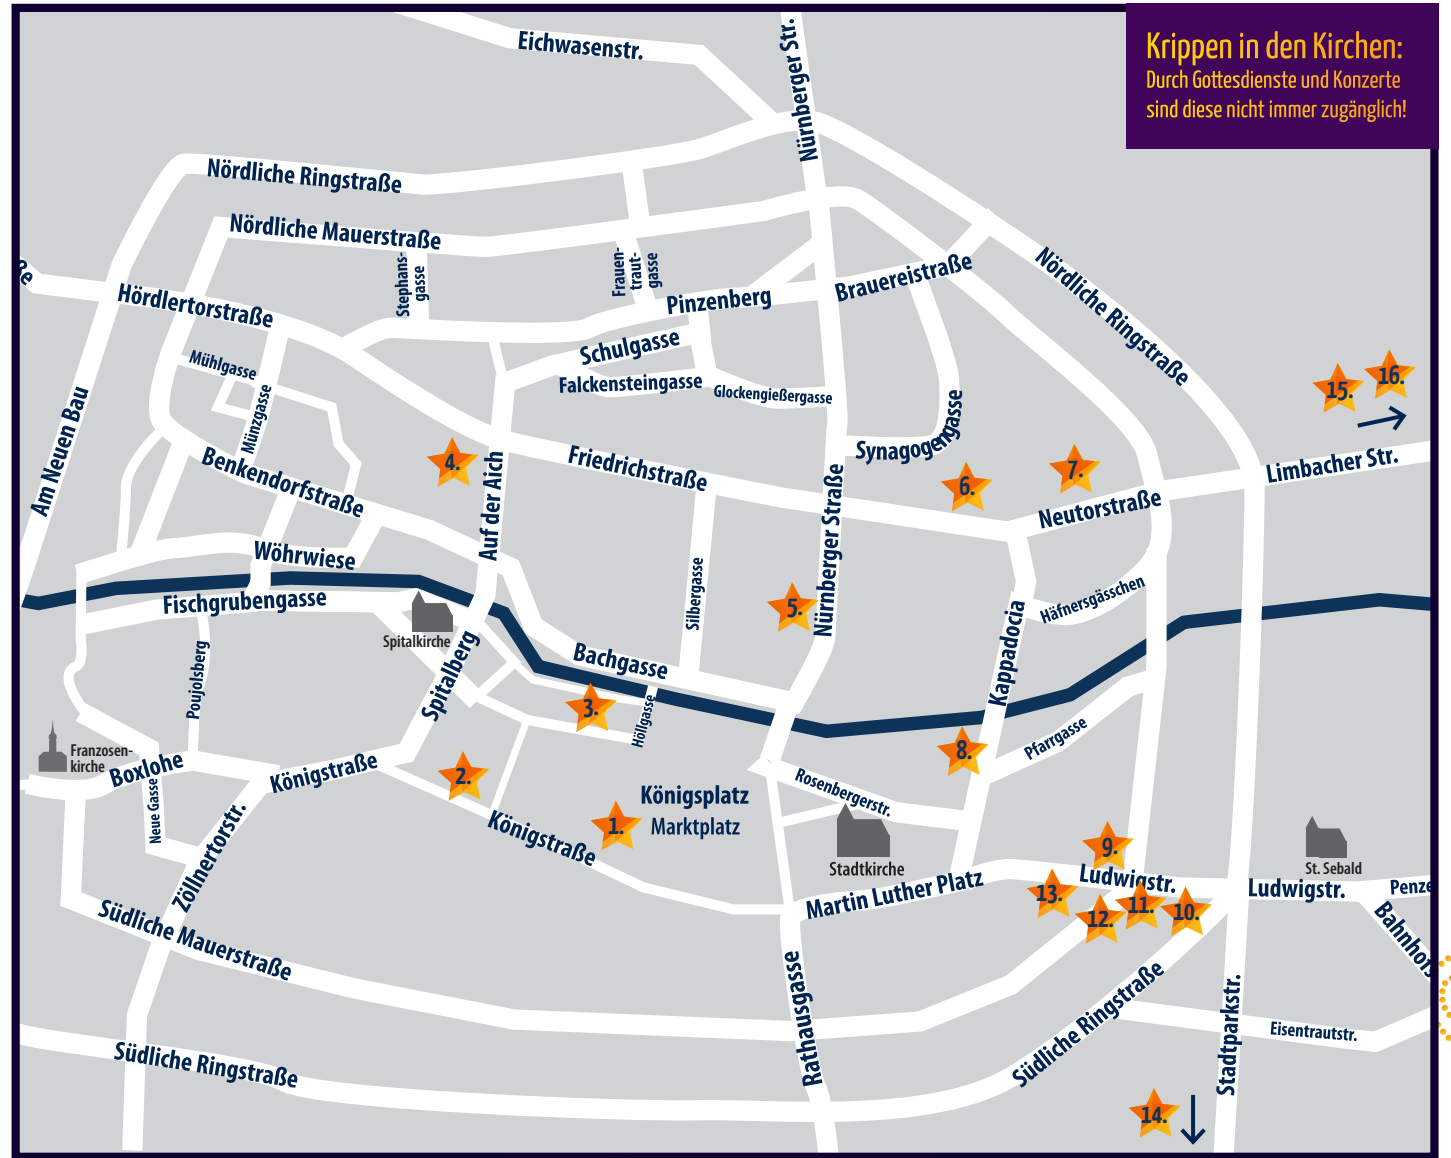 Krippen in den Kirchen:
Durch Gottesdienste und Konzerte
sind diese nicht immer zugänglich!
Eichwasenstr.
Nürnberger Str.
Nördliche Ringstraße
Nördliche Mauerstraße
Stephans-
gasse
Frauen-
traut-
gasse
Pinzenberg
Brauereistraße
Nördliche Ringstraße
ße
Hördlertorstraße
Schulgasse
Mühlgasse
Falckensteingasse
Glockengießergasse
Münzgasse
Am Neuen Bau
15.
16.
4.
Synagogengasse
Friedrichstraße
Benkendorfstraße
Auf der Aich
6.
7.
Limbacher Str.
Neutorstraße
Nürnberger Straße
Wöhrwiese
Silbergasse
Fischgrubengasse
5.
Häfnersgässchen
Spitalkirche
Kappadocia
Poujolsberg
Spitalberg
Bachgasse
3.
Höllgasse
Franzosen-
kirche
Boxlohe
Königstraße
2.
8.
Pfarrgasse
Neue Gasse
Königsplatz
Marktplatz
Rosenbergerstr.
1.
Königstraße
Zöllnertorstr.
Stadtkirche
9.
St. Sebald
Martin Luther Platz
Ludwigstr.
Ludwigstr.
Penze
13.
12.
11.
10.
Bahnhofs
Südliche Mauerstraße
Rathausgasse
Südliche Ringstraße
Stadtparkstr.
Eisentrautstr.
Südliche Ringstraße
14.